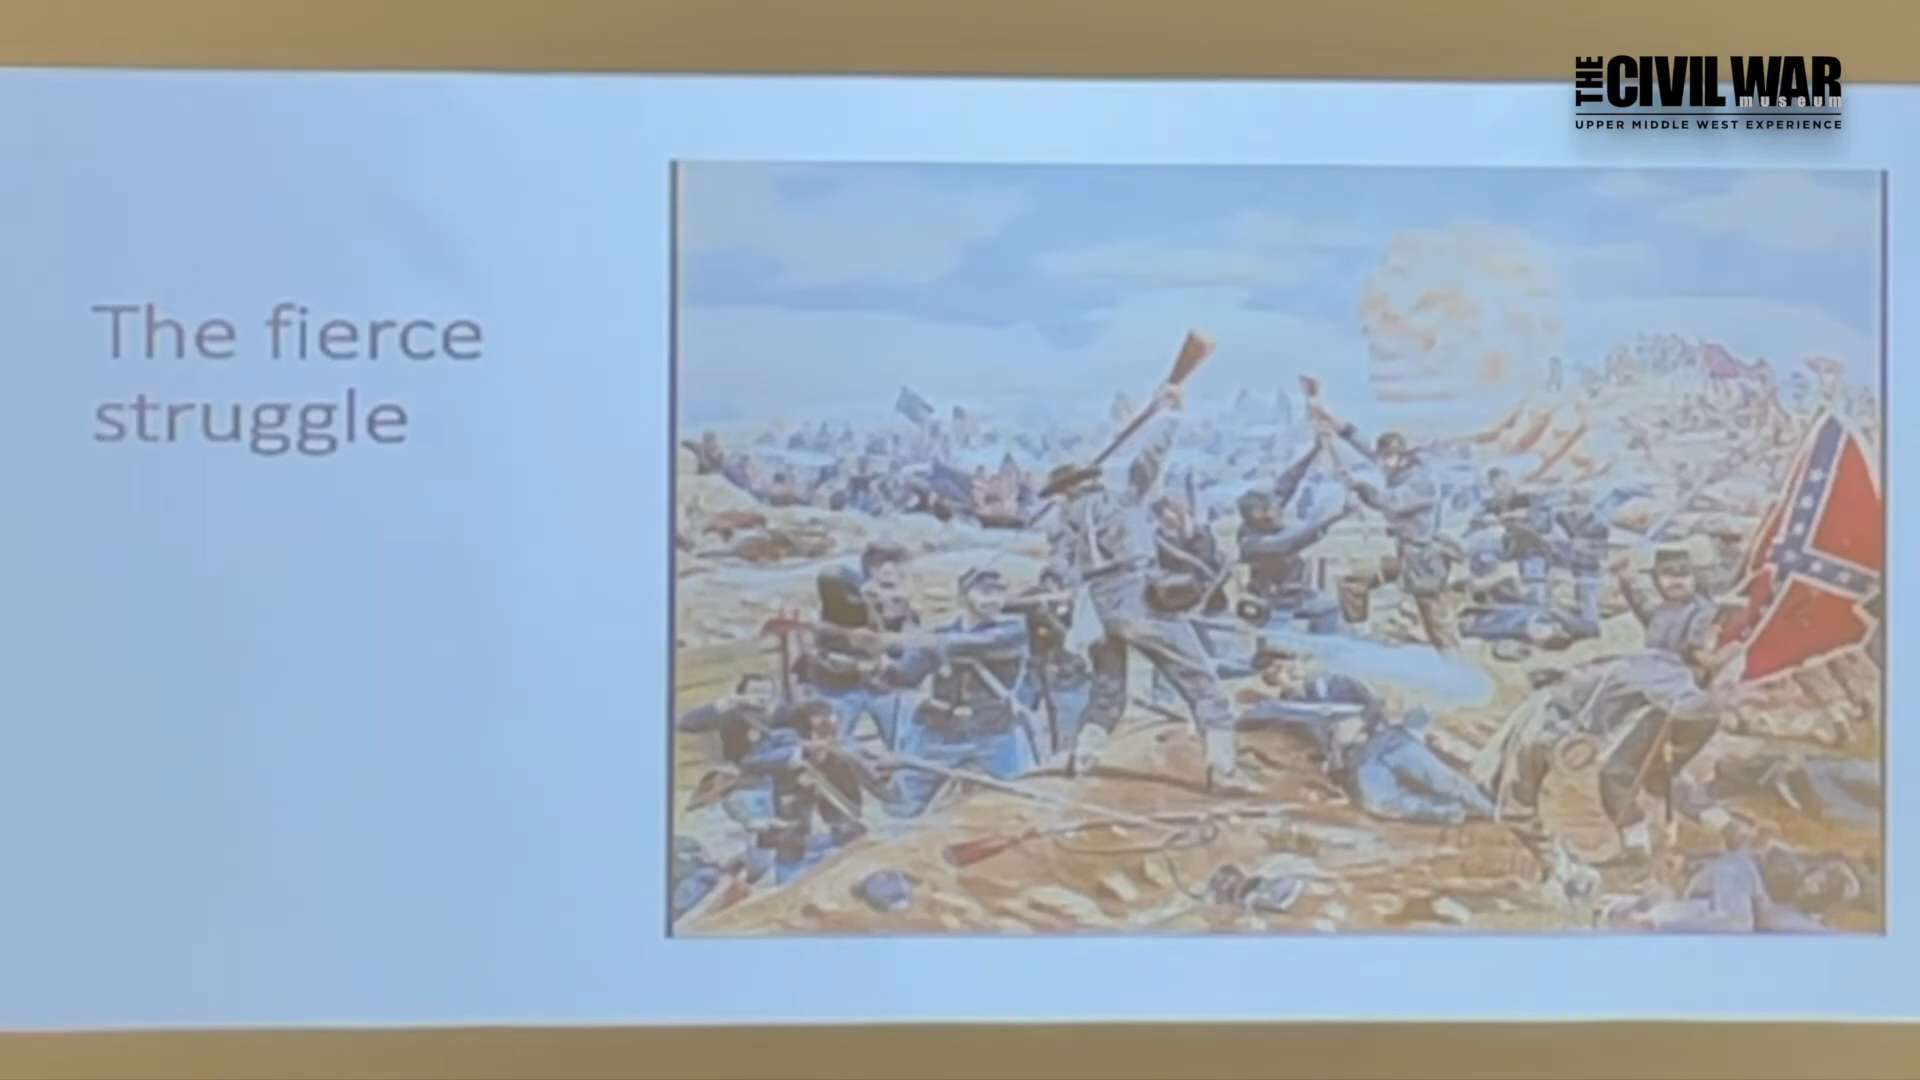 THE CIVIL WAR
museum
UPPER MIDDLE WEST EXPERIENCE
The fierce
struggle